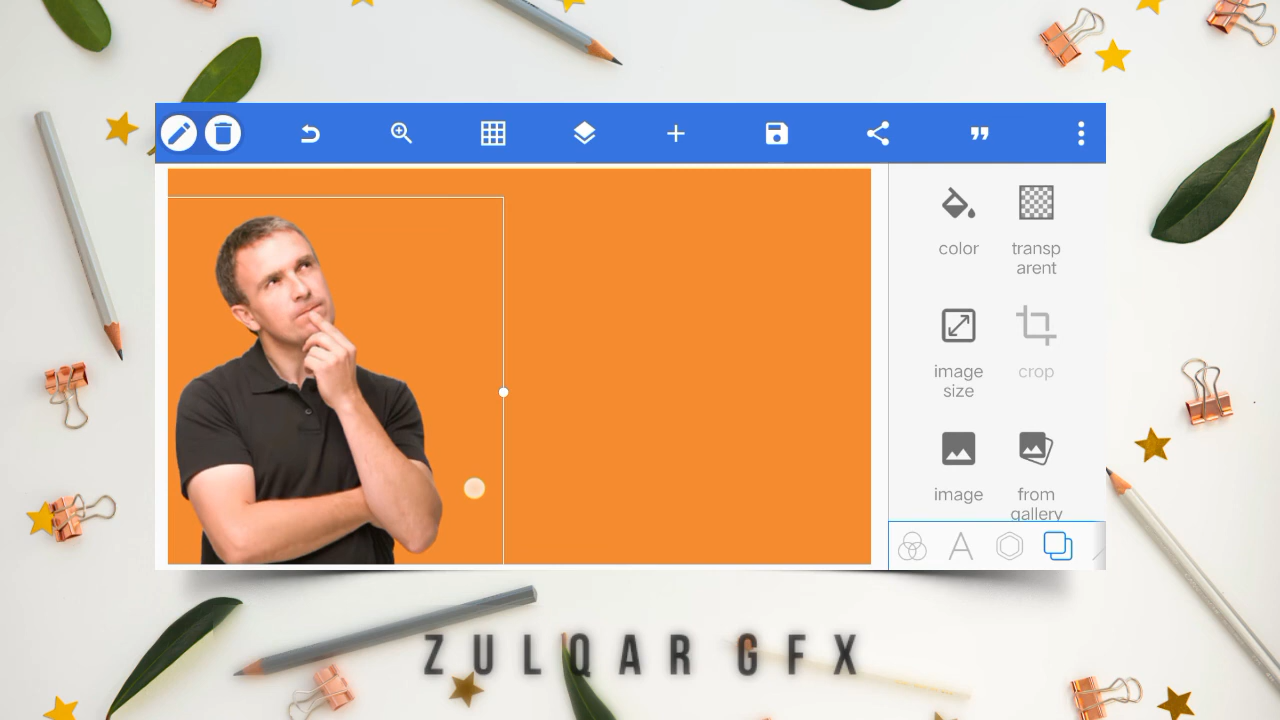 color
transp
arent
image
size
crop
image
from
gallery
ZULQAR GFX